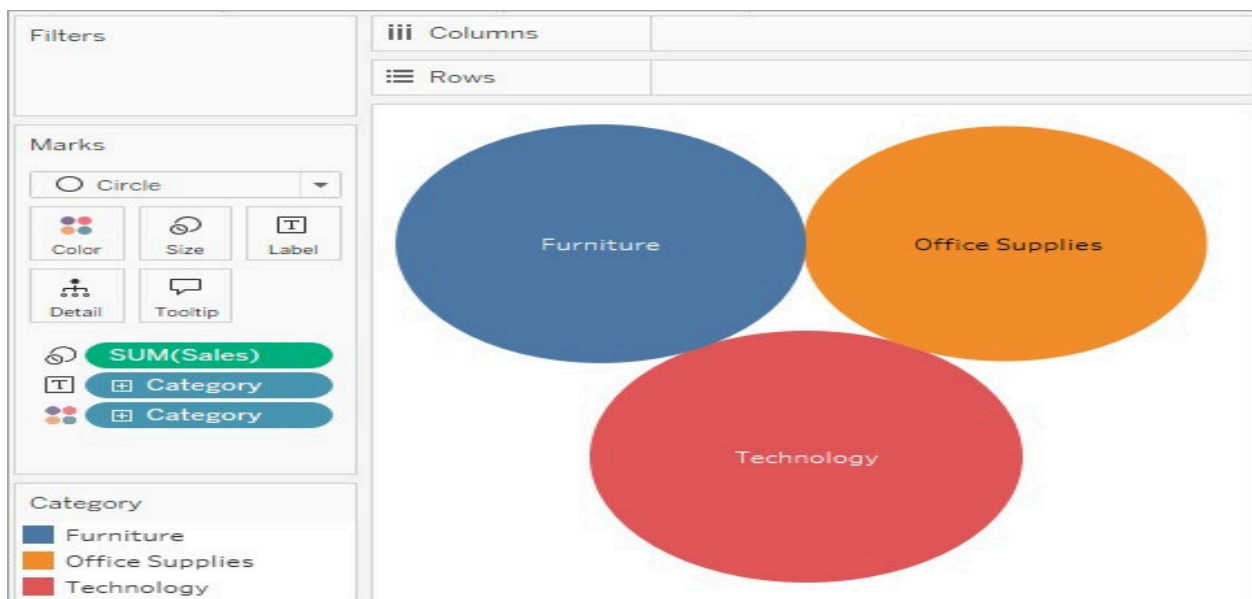 Filters
Columns
Rows
Marks
Circle
Color
Size
Label
Detail
Tooltip
SUM(Sales)
Category
Category
Category
Furniture
Office Supplies
Technology
Furniture
Office Supplies
Technology